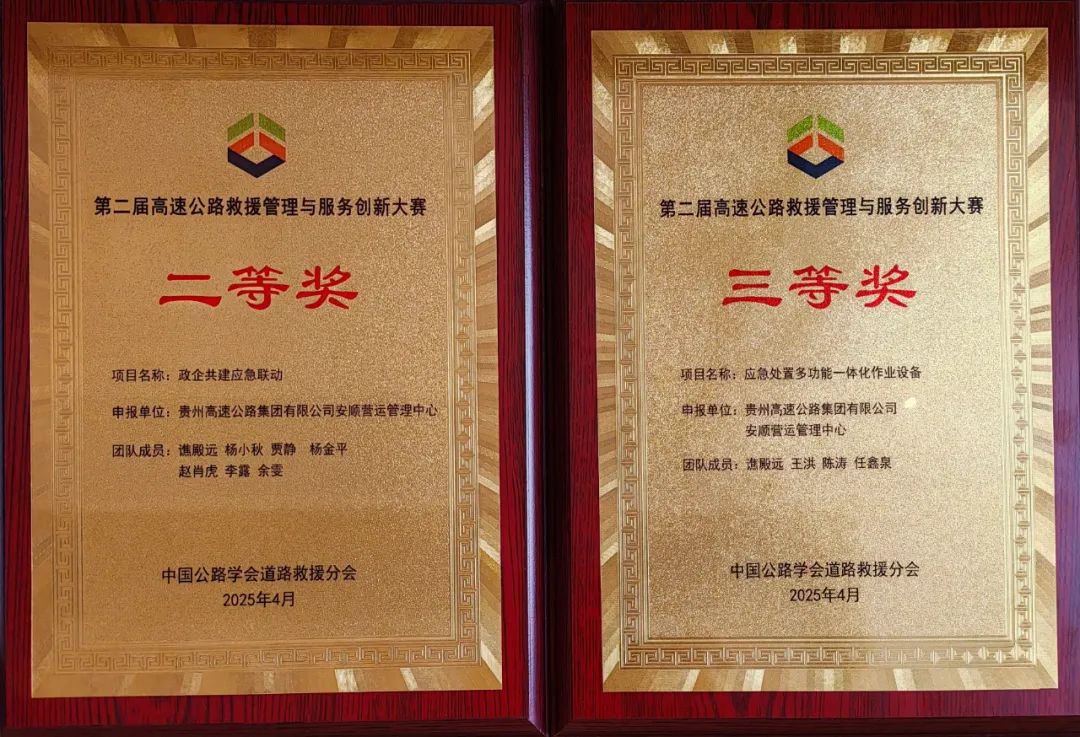 第二届高速公路救援管理与服务创新大赛
二等奖
项目名称：政企共建应急联动
申报单位：贵州高速公路集团有限公司安顺营运管理中心
团队成员：谯殿远 杨小秋 贾静 杨金平
赵肖虎 李露 余雯
中国公路学会道路救援分会
2025年4月
第二届高速公路救援管理与服务创新大赛
三等奖
项目名称：应急处置多功能一体化作业设备
申报单位：贵州高速公路集团有限公司
安顺营运管理中心
团队成员：谯殿远 王洪 陈涛 任鑫泉
中国公路学会道路救援分会
2025年4月